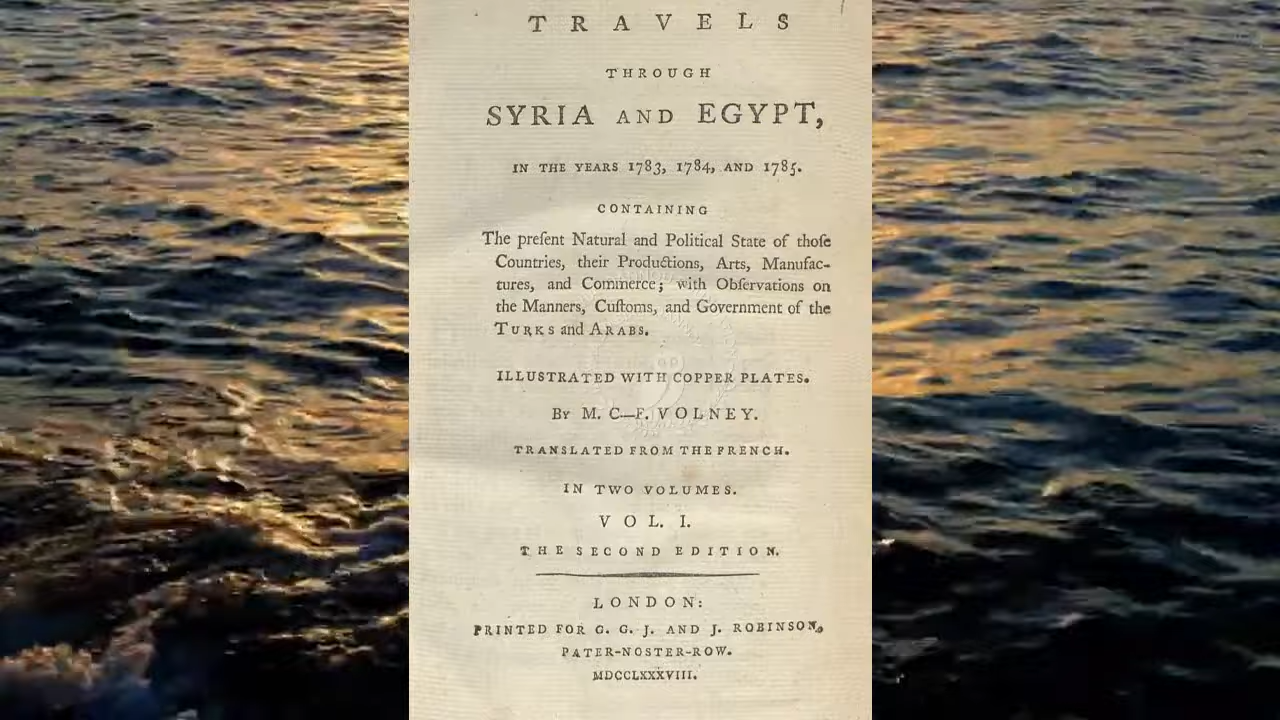 TRAVELS
THROUGH
SYRIA AND EGYPT,
IN THE YEARS 1783, 1784, AND 1785.
CONTAINING
The preſent Natural and Political State of thoſe
Countries, their Productions, Arts, Manufac-
tures, and Commerce; with Obſervations on
the Manners, Cuſtoms, and Government of the
TURKS and ARABS.
ILLUSTRATED WITH COPPER PLATES.
By M. C—F. VOLNEY.
TRANSLATED FROM THE FRENCH.
IN TWO VOLUMES.
VOL. I.
THE SECOND EDITION.
LONDON:
PRINTED FOR G. G. J. AND J. ROBINSON,
PATER-NOSTER-ROW.
MDCCLXXXVIII.